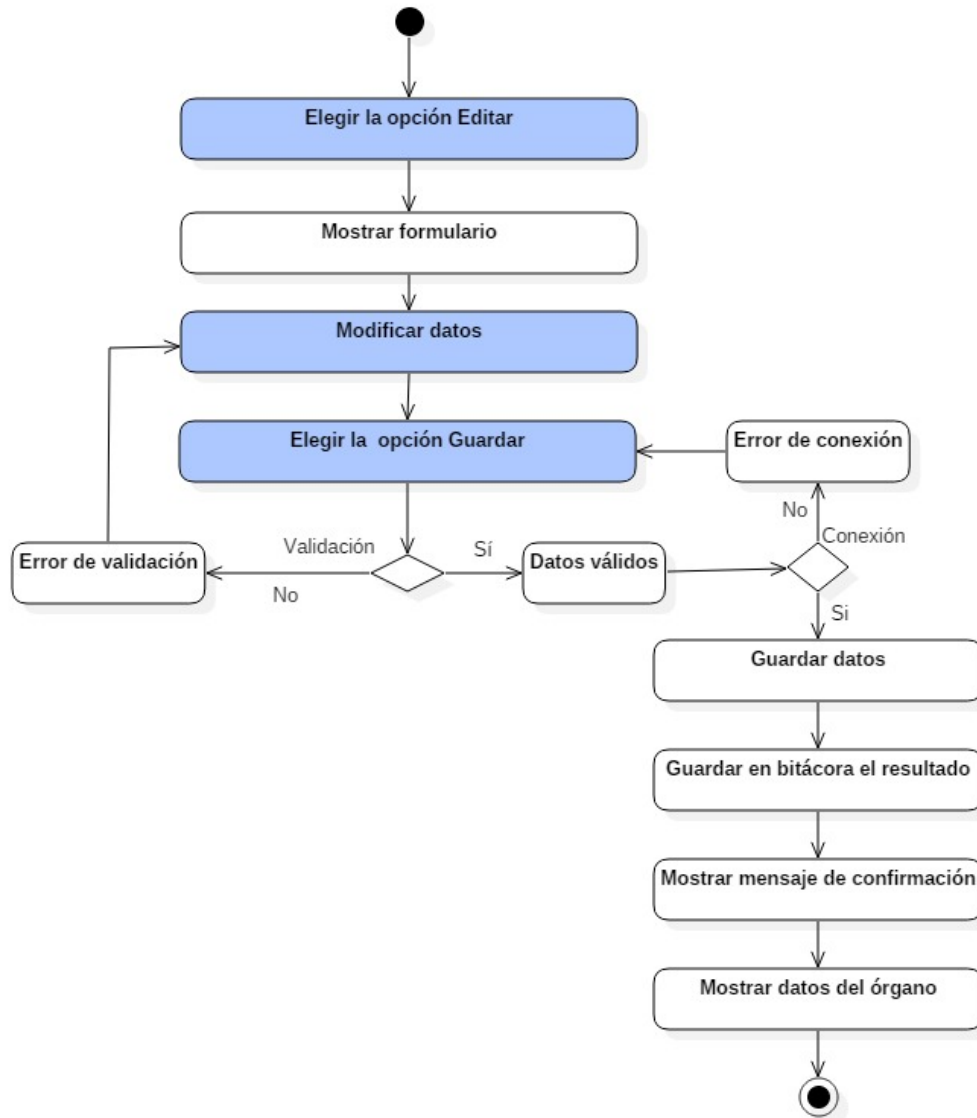 Elegir la opción Editar
Mostrar formulario
Modificar datos
Elegir la  opción Guardar
Error de conexión
No
Conexión
Validación
Sí
Error de validación
Datos válidos
No
Si
Guardar datos
Guardar en bitácora el resultado
Mostrar mensaje de confirmación
Mostrar datos del órgano